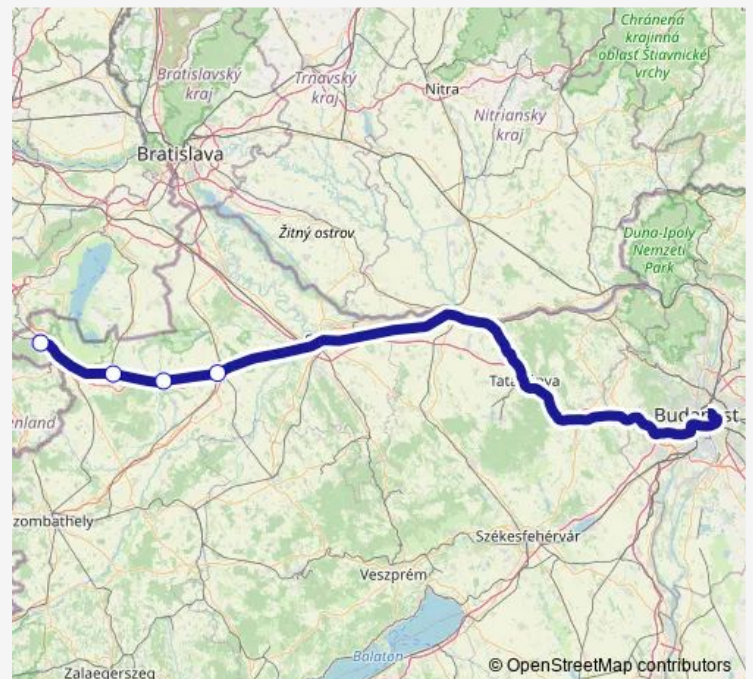 Chránená
krajinná
oblasť Štiavnické
vrchy
Bratislavský
kraj
Trnavský
kraj
Nitra
Nitriansky
kraj
Bratislava
Žitný ostrov
Duna-Ipoly
Nemzeti
Park
enland
zombathely
Székesfehérvár
Veszprém
Balaton
Zalaegerszeg
© OpenStreetMap contributors